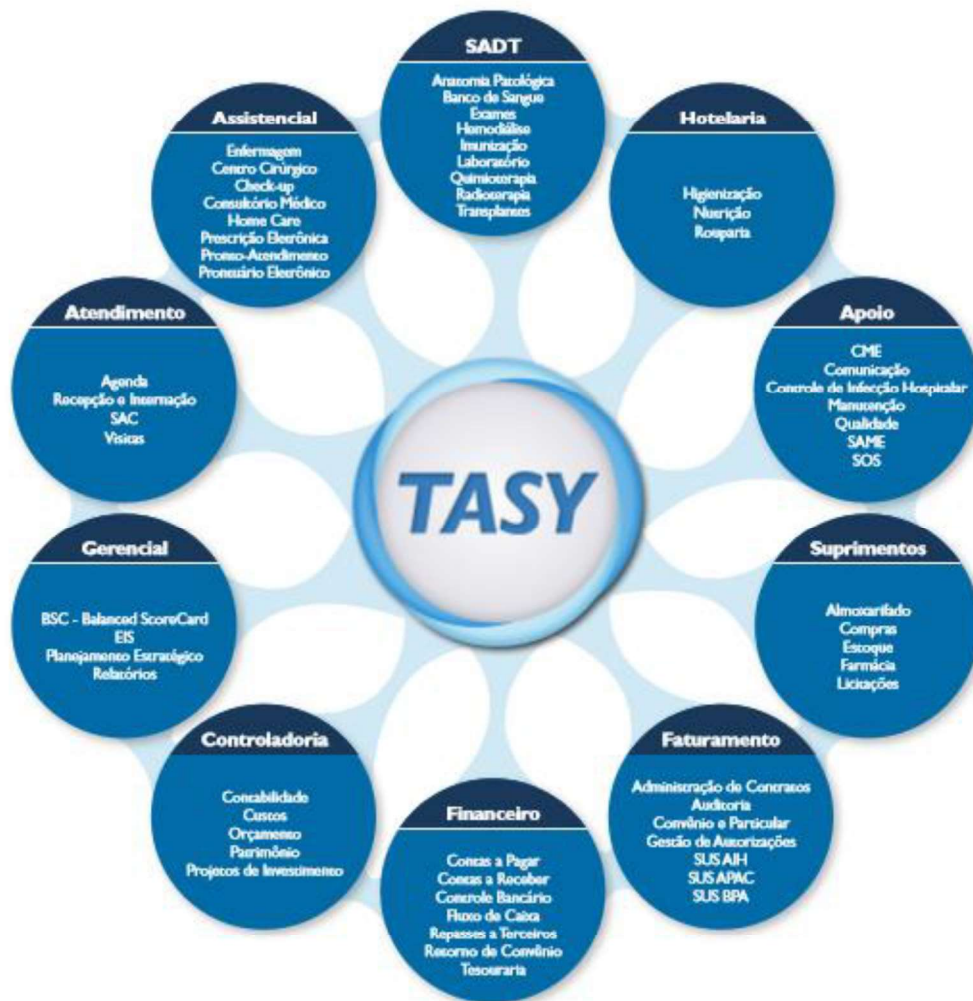 SADT
Anatomia Patológica
Banco de Sangue
Exames
Hemodiálise
Imunização
Laboratório
Quimioterapia
Radioterapia
Transplantes
Hotelaria
Higienização
Nutrição
Rouparia
Apoio
CME
Comunicação
Controle de Infecção Hospitalar
Manutenção
Qualidade
SAME
SOS
Suprimentos
Almoxarifado
Compras
Estoque
Farmácia
Licitações
Faturamento
Administração de Contratos
Auditoria
Convênio e Particular
Gestão de Autorizações
SUS AIH
SUS APAC
SUS BPA
Financeiro
Contas a Pagar
Contas a Receber
Controle Bancário
Fluxo de Caixa
Repasses a Terceiros
Retorno de Convênio
Tesouraria
Controladoria
Contabilidade
Custos
Orçamento
Patrimônio
Projetos de Investimento
Gerencial
BSC - Balanced ScoreCard
EIS
Planejamento Estratégico
Relatórios
Atendimento
Agenda
Recepção e Internação
SAC
Visitas
Assistencial
Enfermagem
Centro Cirúrgico
Check-up
Consultório Médico
Home Care
Prescrição Eletrônica
Pronto-Atendimento
Prontuário Eletrônico
TASY